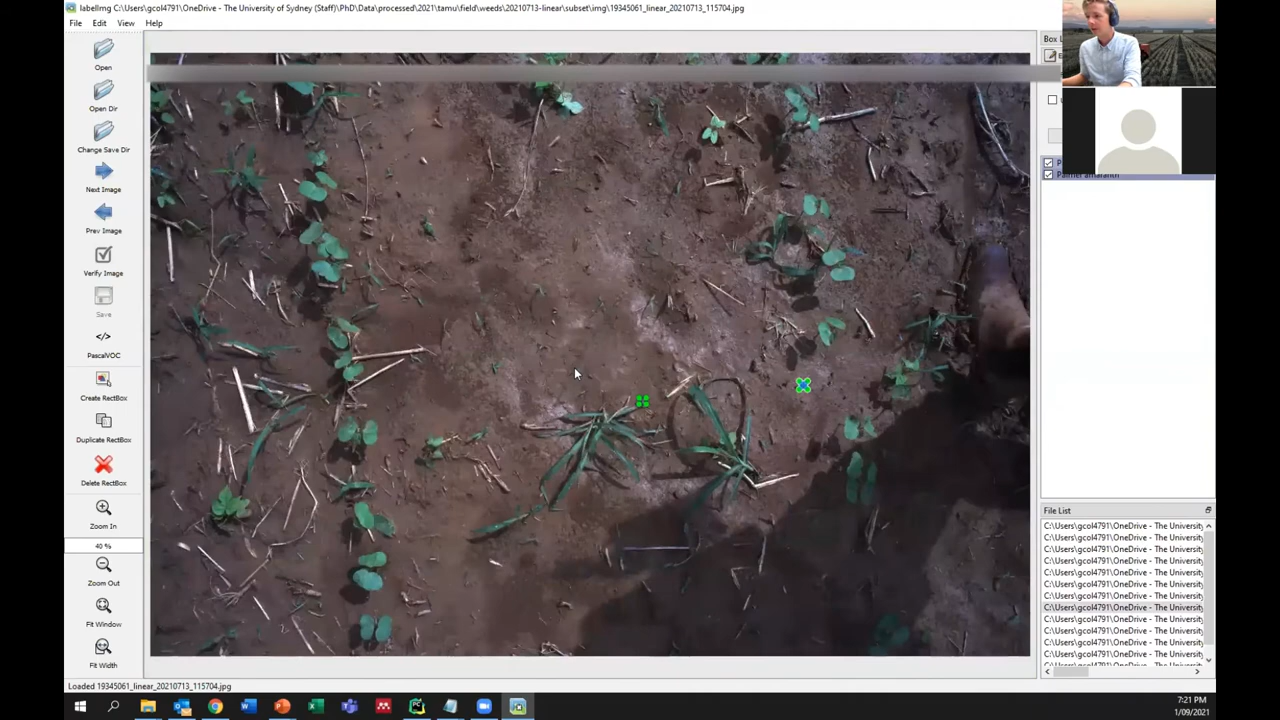 labelImg C:\Users\gcol4791\OneDrive - The University of Sydney (Staff)\PhD\Data\processed\2021\tamu\field\weeds\20210713-linear\subset\img\19345061_linear_20210713_115704.jpg
File Edit View Help
Open
Open Dir
Change Save Dir
Next Image
Prev Image
Verify Image
Save
</>
PascalVOC
Create RectBox
Duplicate RectBox
Delete RectBox
Zoom In
40 %
Zoom Out
Fit Window
Fit Width
Box L
Palmer amaranth
File List
C:\Users\gcol4791\OneDrive - The University
C:\Users\gcol4791\OneDrive - The University
C:\Users\gcol4791\OneDrive - The University
C:\Users\gcol4791\OneDrive - The University
C:\Users\gcol4791\OneDrive - The University
C:\Users\gcol4791\OneDrive - The University
C:\Users\gcol4791\OneDrive - The University
C:\Users\gcol4791\OneDrive - The University
C:\Users\gcol4791\OneDrive - The University
C:\Users\gcol4791\OneDrive - The University
C:\Users\gcol4791\OneDrive - The University
C:\Users\gcol4791\OneDrive - The University
Loaded 19345061_linear_20210713_115704.jpg
7:21 PM
1/09/2021